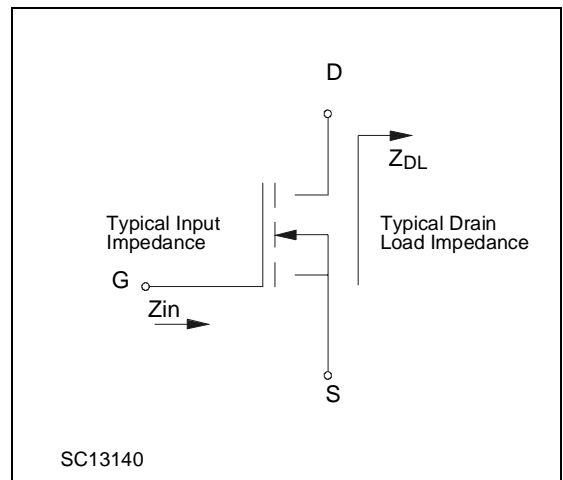 D
Z_DL
Typical Input
Impedance
Typical Drain
Load Impedance
G
Zin
S
SC13140